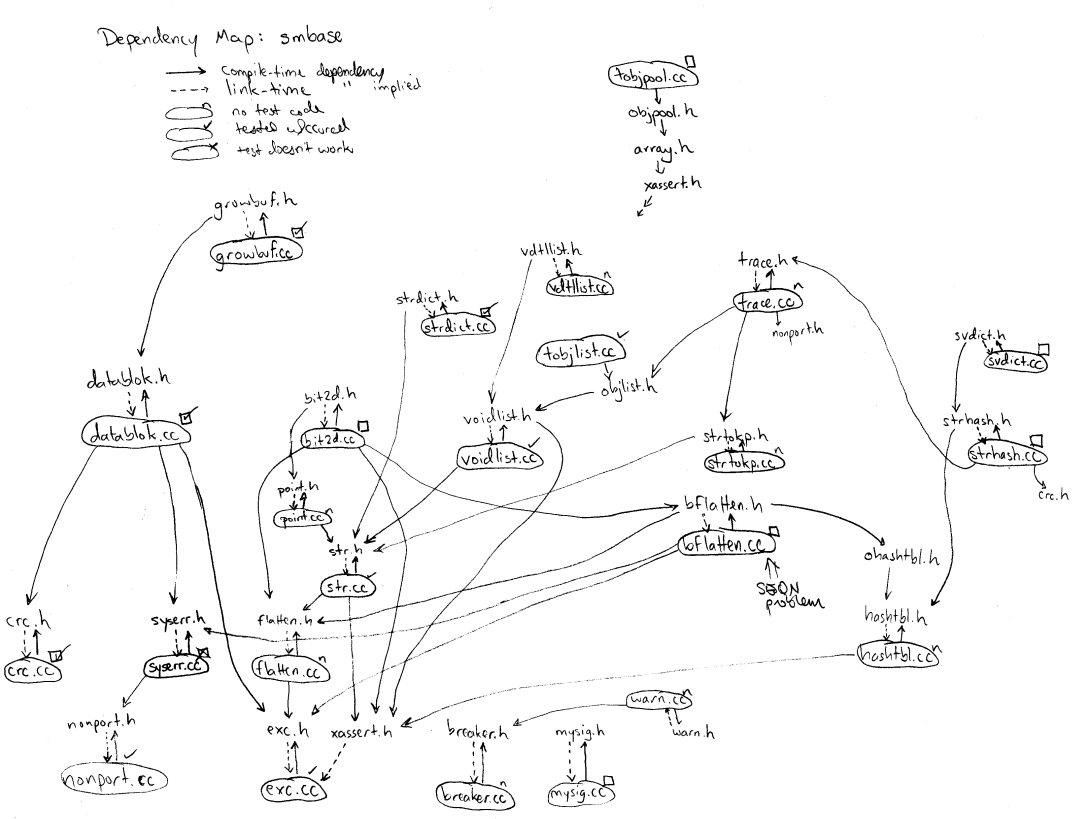 Dependency Map: smbase
compile-time dependency
link-time " implied
no test code
tested w/
test doesn't work
tobjpool.cc
objpool.h
array.h
xassert.h
growbuf.h
growbuf.cc
vdtllist.h
vdtllist.cc
trace.h
trace.cc
nonport.h
strdict.h
strdict.cc
tobjlist.cc
objlist.h
svdict.h
svdict.cc
datablok.h
datablok.cc
bit2d.h
bit2d.cc
voidlist.h
voidlist.cc
strtokp.h
strtokp.cc
strhash.h
strhash.cc
crc.h
point.h
point.cc
bflatten.h
bflatten.cc
str.h
str.cc
ohashtbl.h
problem
crc.h
crc.cc
syserr.h
syserr.cc
flatten.h
flatten.cc
hashtbl.h
hashtbl.cc
nonport.h
nonport.cc
exc.h
exc.cc
xassert.h
breaker.h
breaker.cc
mysig.h
mysig.cc
warn.cc
warn.h